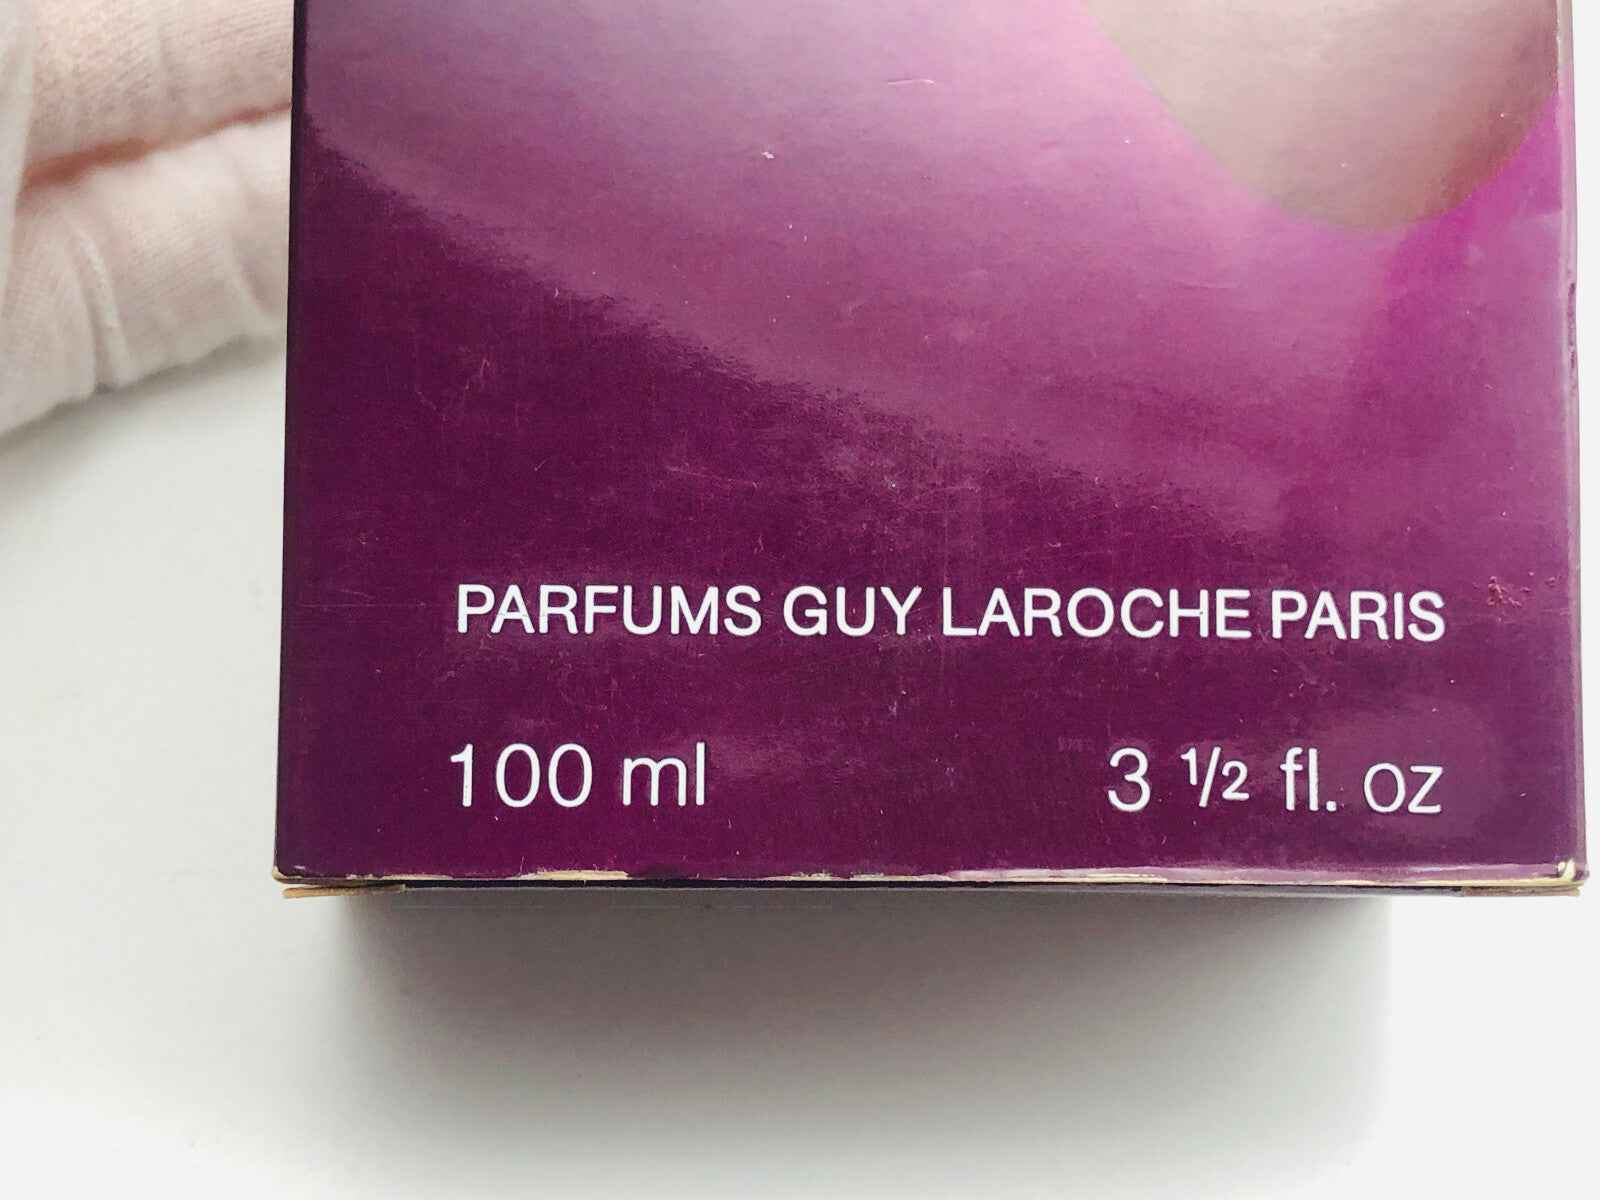 PARFUMS GUY LAROCHE PARIS
100 ml 3 1/2 fl. oz